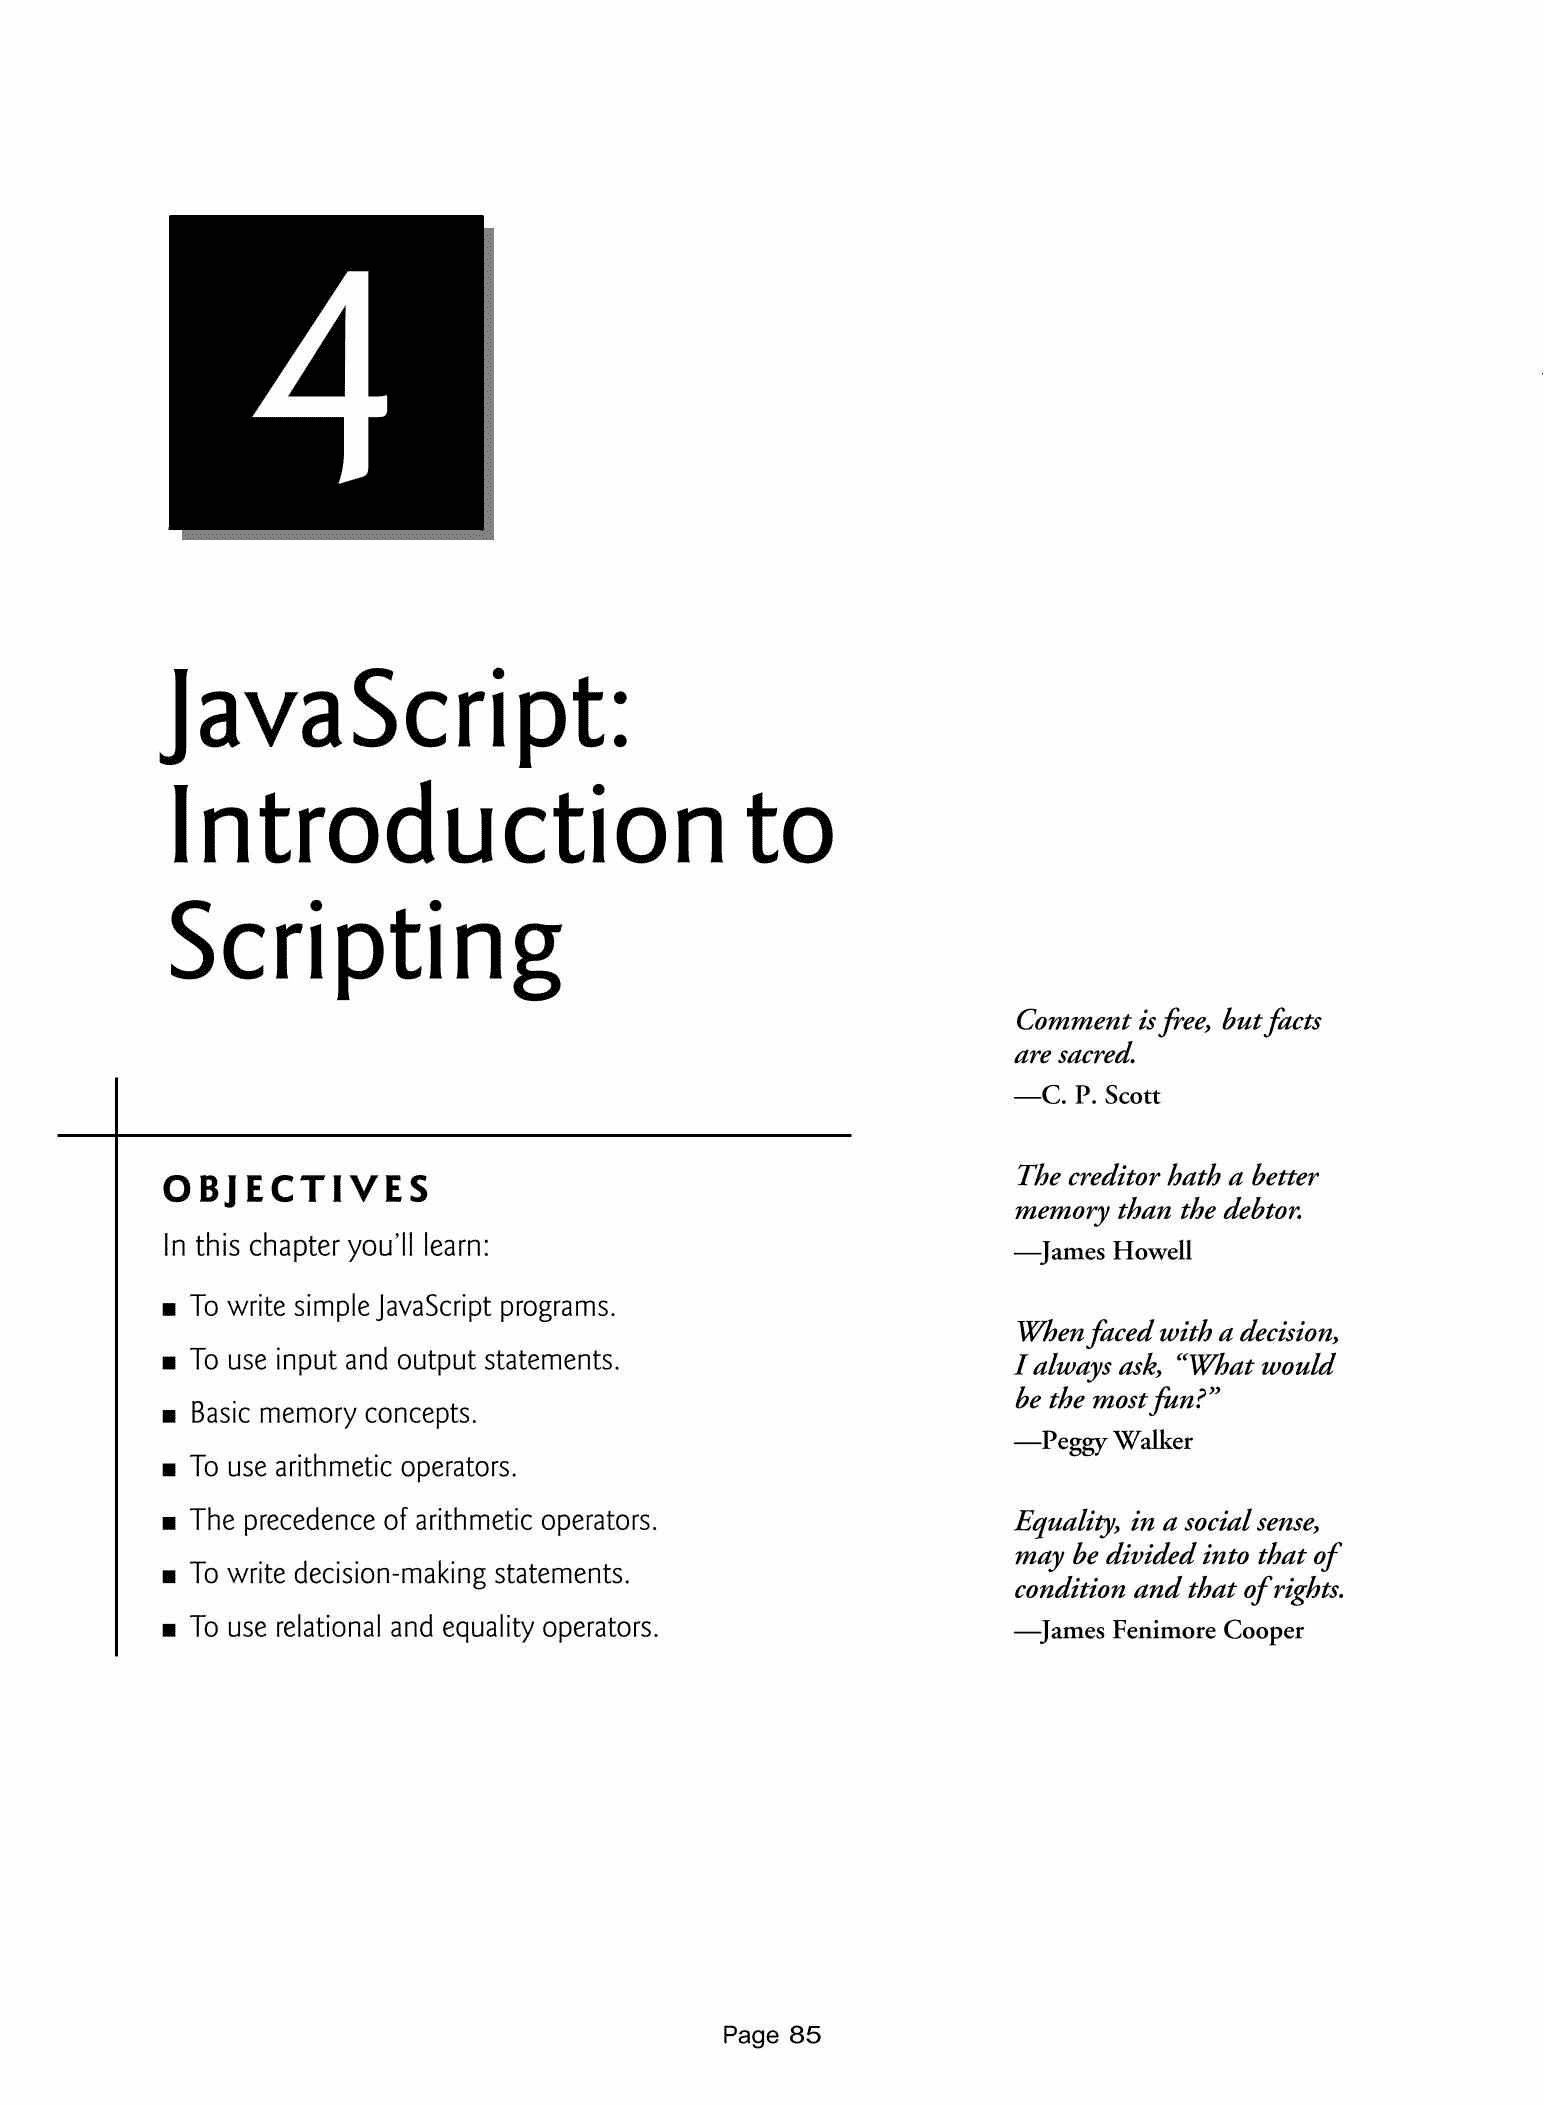 4
JavaScript:
Introduction to
Scripting
OBJECTIVES
In this chapter you’ll learn:
■ To write simple JavaScript programs.
■ To use input and output statements.
■ Basic memory concepts.
■ To use arithmetic operators.
■ The precedence of arithmetic operators.
■ To write decision-making statements.
■ To use relational and equality operators.
Comment is free, but facts
are sacred.
—C. P. Scott
The creditor hath a better
memory than the debtor.
—James Howell
When faced with a decision,
I always ask, “What would
be the most fun?”
—Peggy Walker
Equality, in a social sense,
may be divided into that of
condition and that of rights.
—James Fenimore Cooper
Page 85